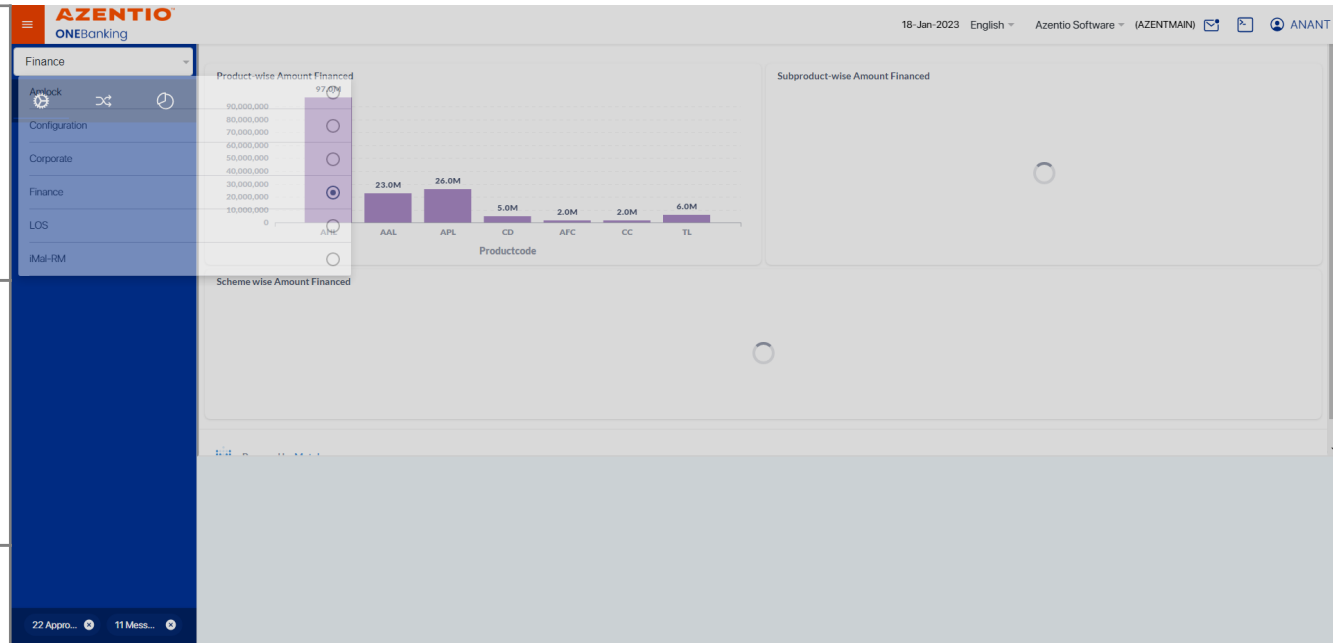 AZENTIO
ONEBanking
18-Jan-2023 English Azentio Software (AZENTMAIN) ANANT
Finance
Amlock
Configuration
Corporate
Finance
LOS
iMal-RM
Product-wise Amount Financed
97.0M
90,000,000
80,000,000
70,000,000
60,000,000
50,000,000
40,000,000
30,000,000
20,000,000
10,000,000
0
23.0M
26.0M
5.0M
2.0M
2.0M
6.0M
AHL AAL APL CD AFC CC TL
Productcode
Subproduct-wise Amount Financed
Scheme wise Amount Financed
22 Appro... 11 Mess...